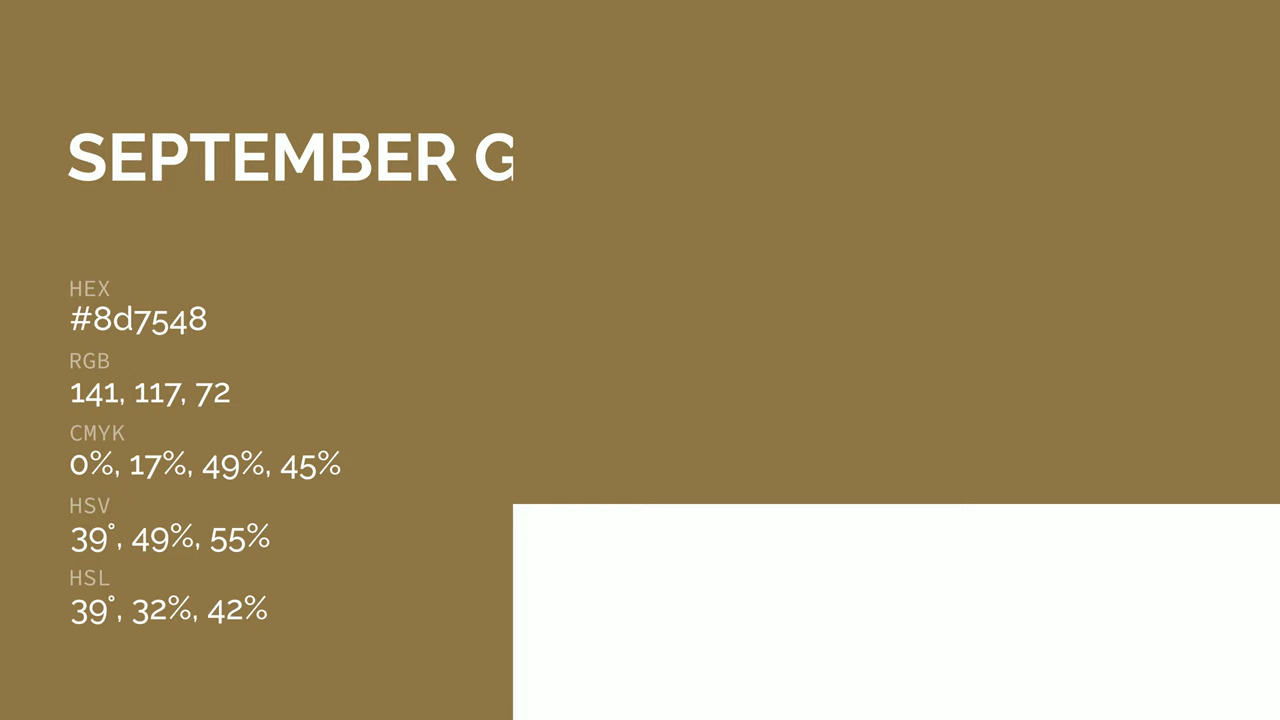 SEPTEMBER G
HEX
#8d7548
RGB
141, 117, 72
CMYK
0%, 17%, 49%, 45%
HSV
39°, 49%, 55%
HSL
39°, 32%, 42%